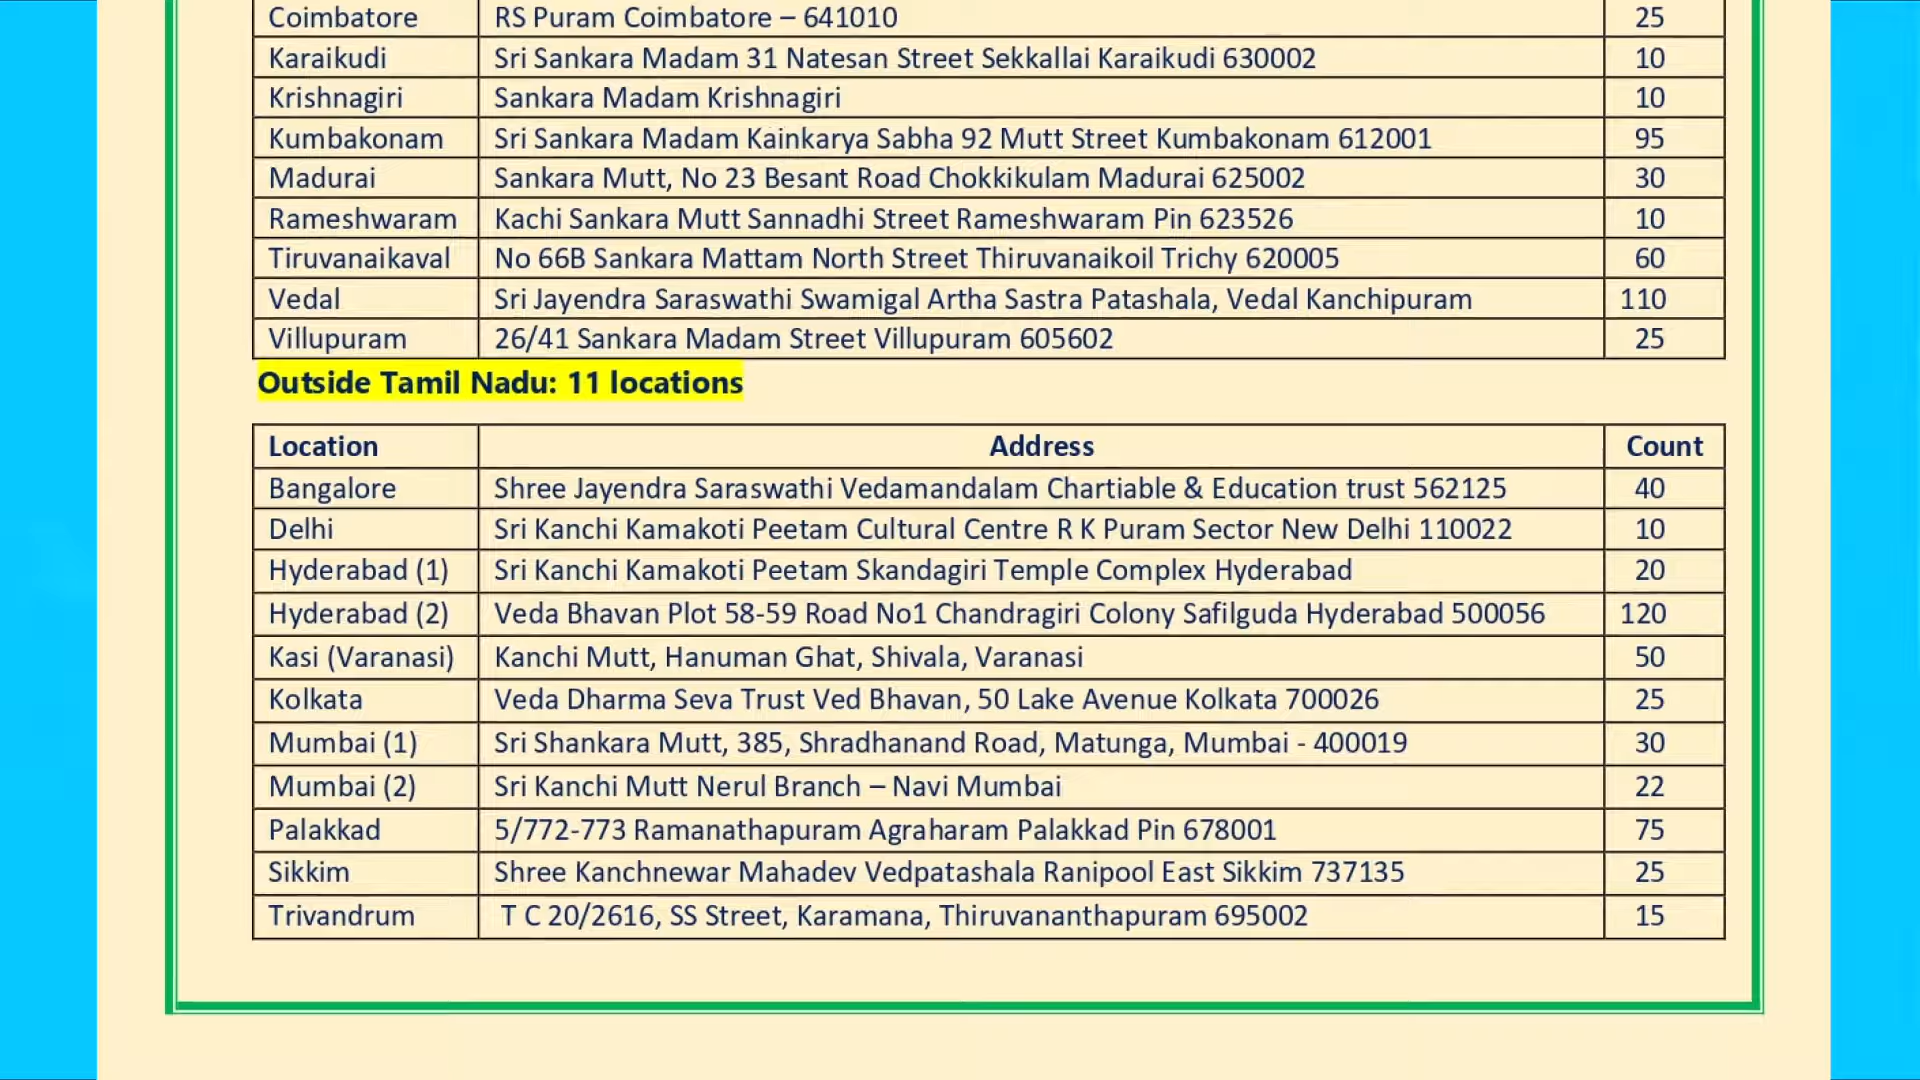 Coimbatore RS Puram Coimbatore – 641010 25
Karaikudi Sri Sankara Madam 31 Natesan Street Sekkallai Karaikudi 630002 10
Krishnagiri Sankara Madam Krishnagiri 10
Kumbakonam Sri Sankara Madam Kainkarya Sabha 92 Mutt Street Kumbakonam 612001 95
Madurai Sankara Mutt, No 23 Besant Road Chokkikulam Madurai 625002 30
Rameshwaram Kachi Sankara Mutt Sannadhi Street Rameshwaram Pin 623526 10
Tiruvanaikaval No 66B Sankara Mattam North Street Thiruvanaikoil Trichy 620005 60
Vedal Sri Jayendra Saraswathi Swamigal Artha Sastra Patashala, Vedal Kanchipuram 110
Villupuram 26/41 Sankara Madam Street Villupuram 605602 25
Outside Tamil Nadu: 11 locations
Location Address Count
Bangalore Shree Jayendra Saraswathi Vedamandalam Chartiable & Education trust 562125 40
Delhi Sri Kanchi Kamakoti Peetam Cultural Centre R K Puram Sector New Delhi 110022 10
Hyderabad (1) Sri Kanchi Kamakoti Peetam Skandagiri Temple Complex Hyderabad 20
Hyderabad (2) Veda Bhavan Plot 58-59 Road No1 Chandragiri Colony Safilguda Hyderabad 500056 120
Kasi (Varanasi) Kanchi Mutt, Hanuman Ghat, Shivala, Varanasi 50
Kolkata Veda Dharma Seva Trust Ved Bhavan, 50 Lake Avenue Kolkata 700026 25
Mumbai (1) Sri Shankara Mutt, 385, Shradhanand Road, Matunga, Mumbai - 400019 30
Mumbai (2) Sri Kanchi Mutt Nerul Branch – Navi Mumbai 22
Palakkad 5/772-773 Ramanathapuram Agraharam Palakkad Pin 678001 75
Sikkim Shree Kanchnewar Mahadev Vedpatashala Ranipool East Sikkim 737135 25
Trivandrum T C 20/2616, SS Street, Karamana, Thiruvananthapuram 695002 15